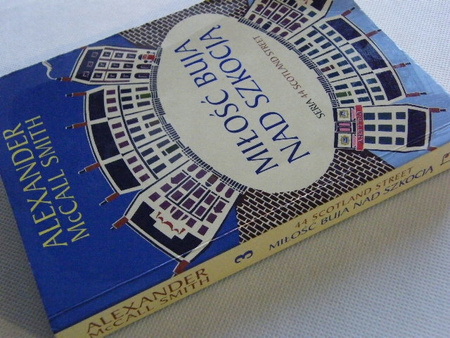 ALEXANDER
McCALL SMITH
MIŁOŚĆ BUJA
NAD SZKOCJĄ
SERIA 44 SCOTLAND STREET
ALEXANDER
McCALL SMITH
3
44 SCOTLAND STREET
MIŁOŚĆ BUJA NAD SZKOCJĄ